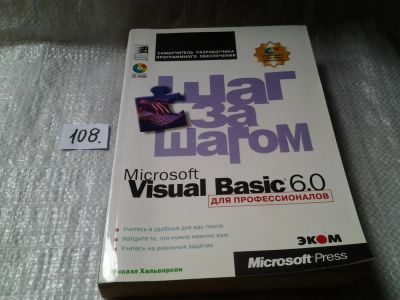 САМОУЧИТЕЛЬ РАЗРАБОТЧИКА
ПРОГРАММНОГО ОБЕСПЕЧЕНИЯ
CD-ROM
шаг
за
шагом
108.
Microsoft
Visual Basic 6.0
ДЛЯ ПРОФЕССИОНАЛОВ
• Учитесь в удобном для вас темпе
• Найдите то, что нужно именно вам
• Учитесь на реальных задачах
ЭКОМ
Хальворсон
Microsoft Press